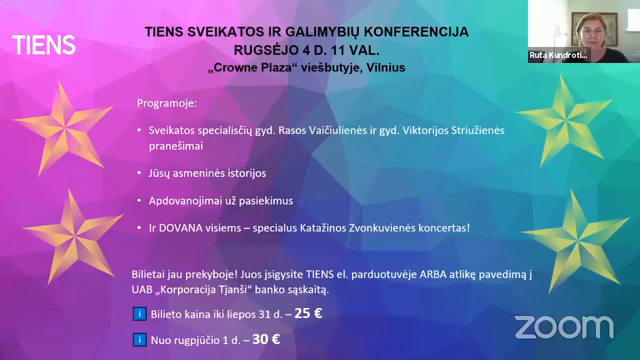 TIENS
TIENS SVEIKATOS IR GALIMYBIŲ KONFERENCIJA
RUGSĖJO 4 D. 11 VAL.
„Crowne Plaza“ viešbutyje, Vilnius
Ruta Kundroti...
Programoje:
• Sveikatos specialisčių gyd. Rasos Vaičiulienės ir gyd. Viktorijos Striužienės
pranešimai
• Jūsų asmeninės istorijos
• Apdovanojimai už pasiekimus
• Ir DOVANA visiems – specialus Katažinos Zvonkuvienės koncertas!
Bilietai jau prekyboje! Juos įsigysite TIENS el. parduotuvėje ARBA atlikę pavedimą į
UAB „Korporacija Tjanši“ banko sąskaitą.
i Bilieto kaina iki liepos 31 d. – 25 €
i Nuo rugpjūčio 1 d. – 30 €
zoom